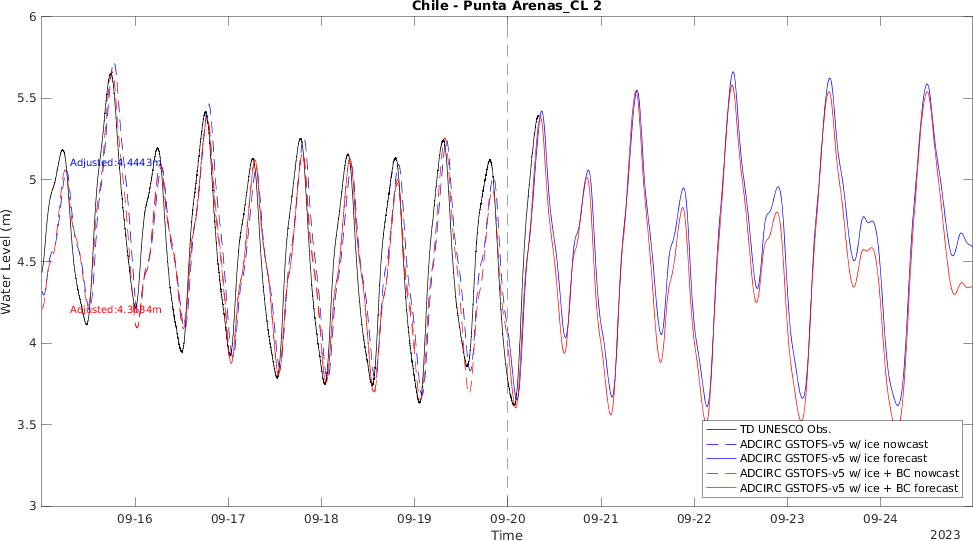 Chile - Punta Arenas_CL 2
Water Level (m)
6
5.5
5
4.5
4
3.5
3
Adjusted:4.4443m
Adjusted:4.3634m
TD UNESCO Obs.
ADCIRC GSTOFS-v5 w/ ice nowcast
ADCIRC GSTOFS-v5 w/ ice forecast
ADCIRC GSTOFS-v5 w/ ice + BC nowcast
ADCIRC GSTOFS-v5 w/ ice + BC forecast
09-16 09-17 09-18 09-19 09-20 09-21 09-22 09-23 09-24
Time
2023